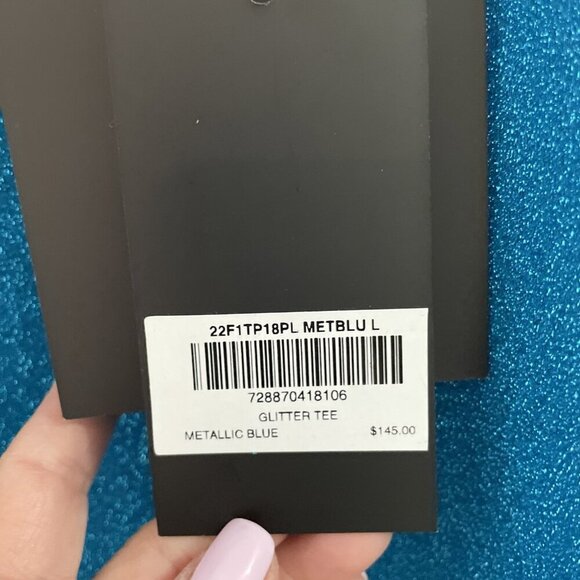 22F1TP18PL METBLU L
728870418106
GLITTER TEE
METALLIC BLUE $145.00